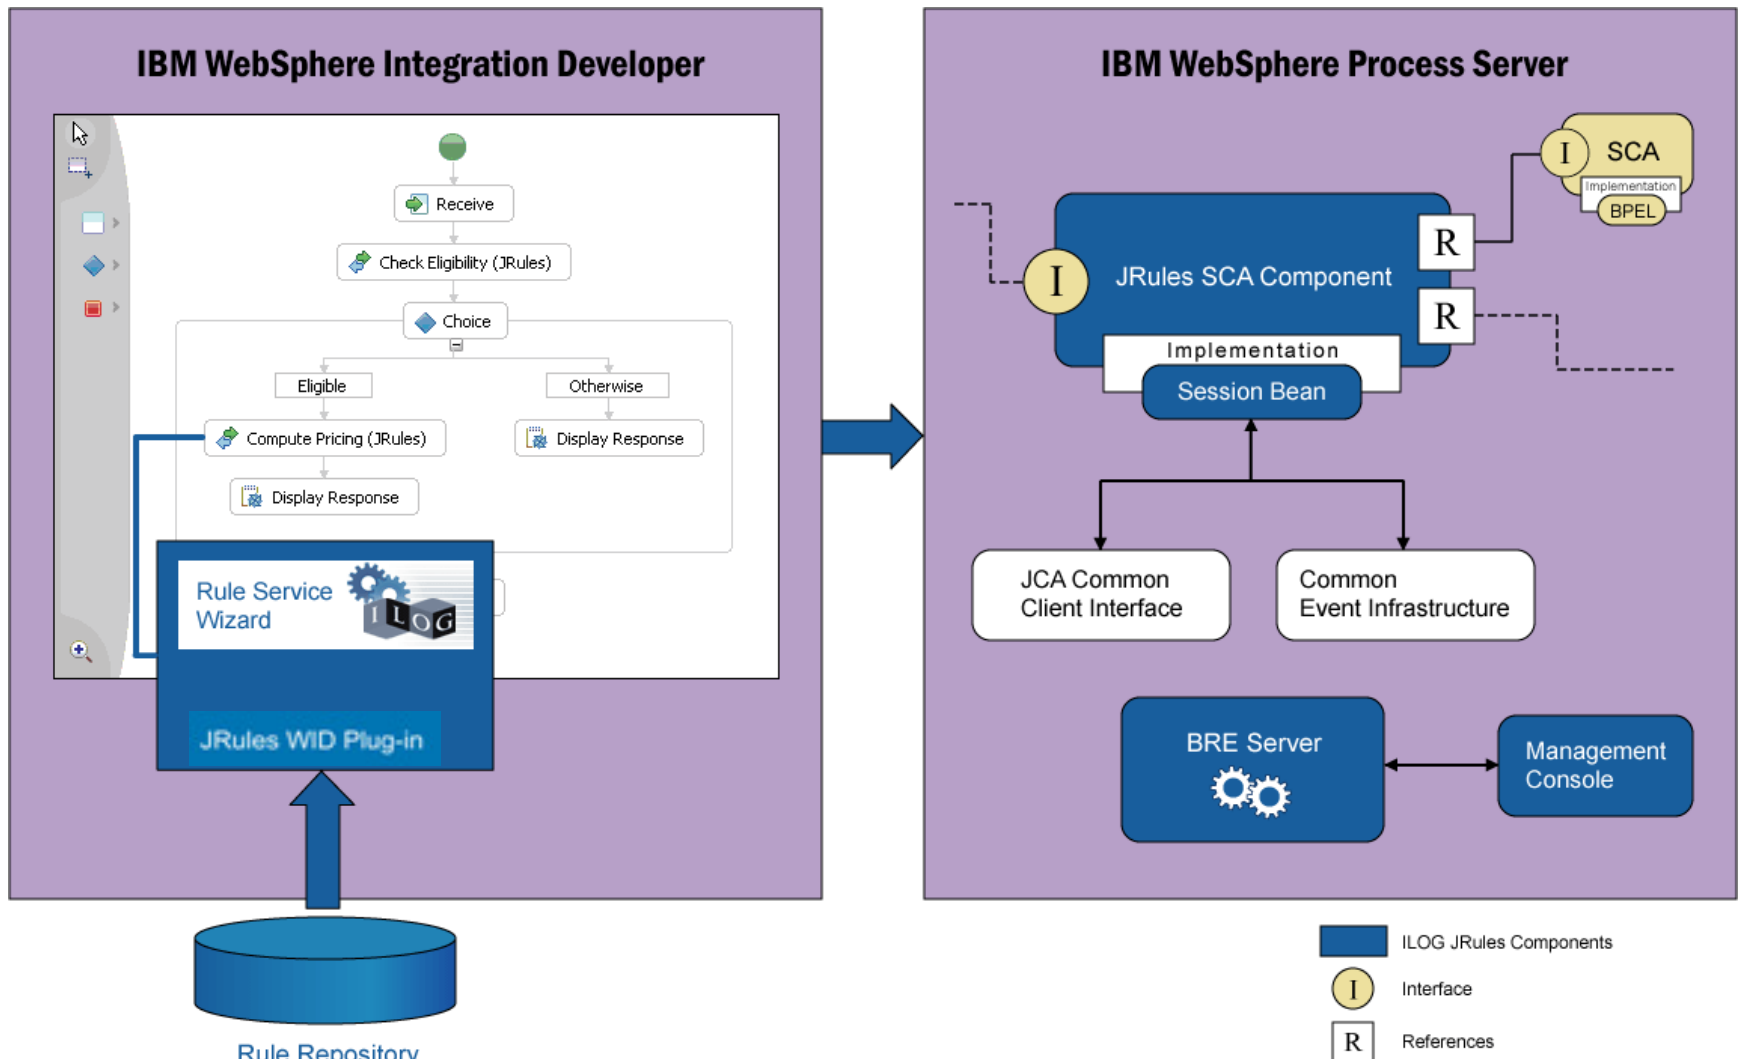 IBM WebSphere Integration Developer
Receive
Check Eligibility (JRules)
Choice
Eligible
Otherwise
Compute Pricing (JRules)
Display Response
Display Response
Rule Service
Wizard
ILOG
JRules WID Plug-in
Rule Repository
IBM WebSphere Process Server
I
SCA
Implementation
BPEL
R
I
JRules SCA Component
R
Implementation
Session Bean
JCA Common
Client Interface
Common
Event Infrastructure
BRE Server
Management
Console
ILOG JRules Components
I
Interface
R
References